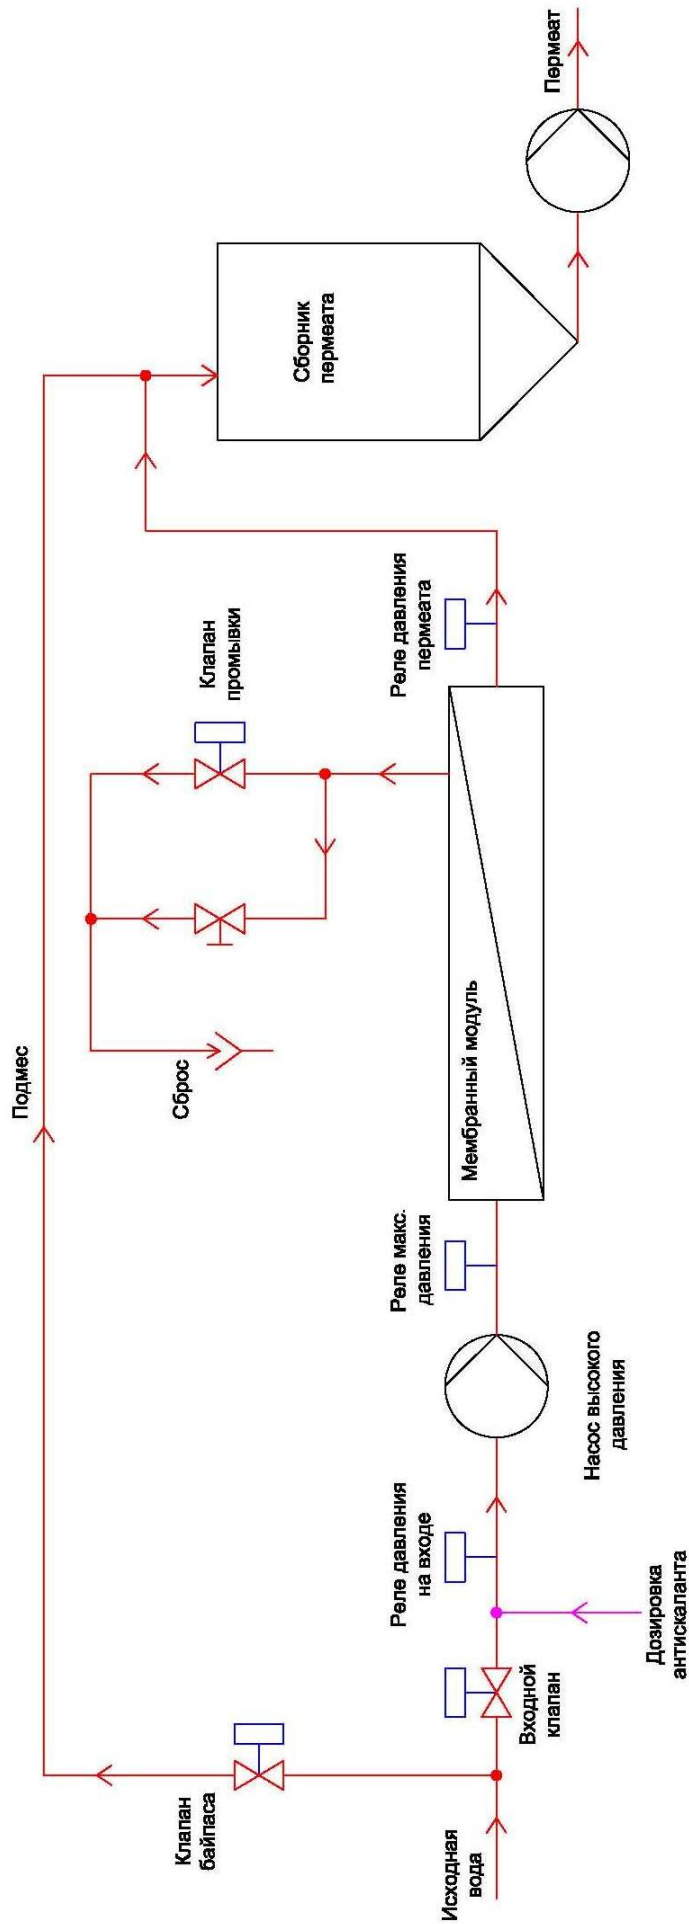 Исходная
вода
Клапан
байпаса
Входной
клапан
Дозировка
антискаланта
Реле давления
на входе
Насос высокого
давления
Реле макс.
давления
Мембранный модуль
Подмес
Сброс
Клапан
промывки
Реле давления
пермеата
Сборник
пермеата
Пермеат